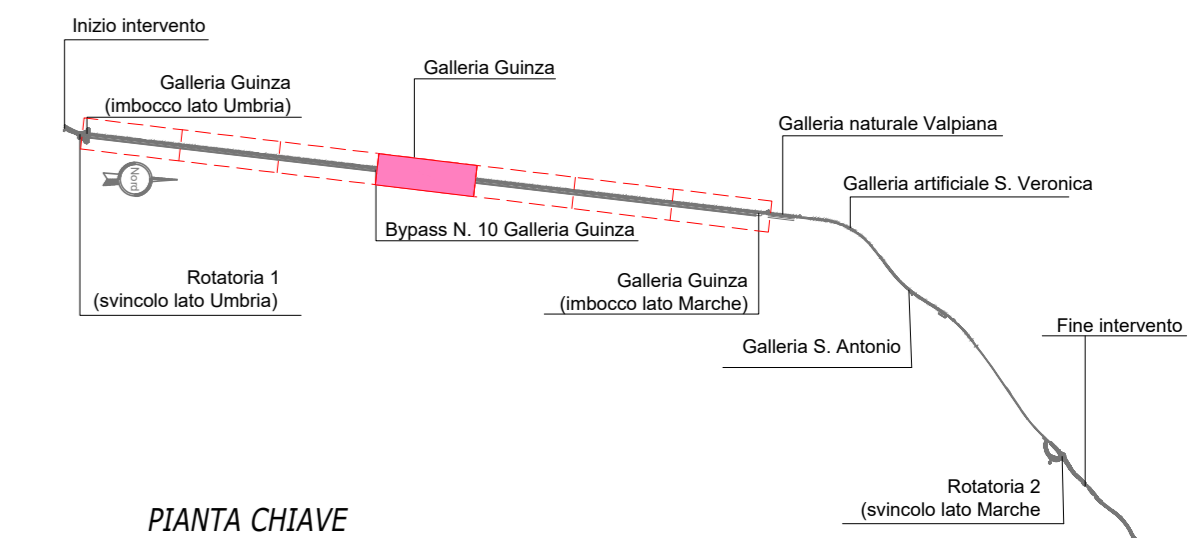 Inizio intervento
Galleria Guinza
(imbocco lato Umbria)
Galleria Guinza
Galleria naturale Valpiana
Galleria artificiale S. Veronica
Nord
Bypass N. 10 Galleria Guinza
Rotatoria 1
(svincolo lato Umbria)
Galleria Guinza
(imbocco lato Marche)
Galleria S. Antonio
Fine intervento
Rotatoria 2
(svincolo lato Marche
PIANTA CHIAVE